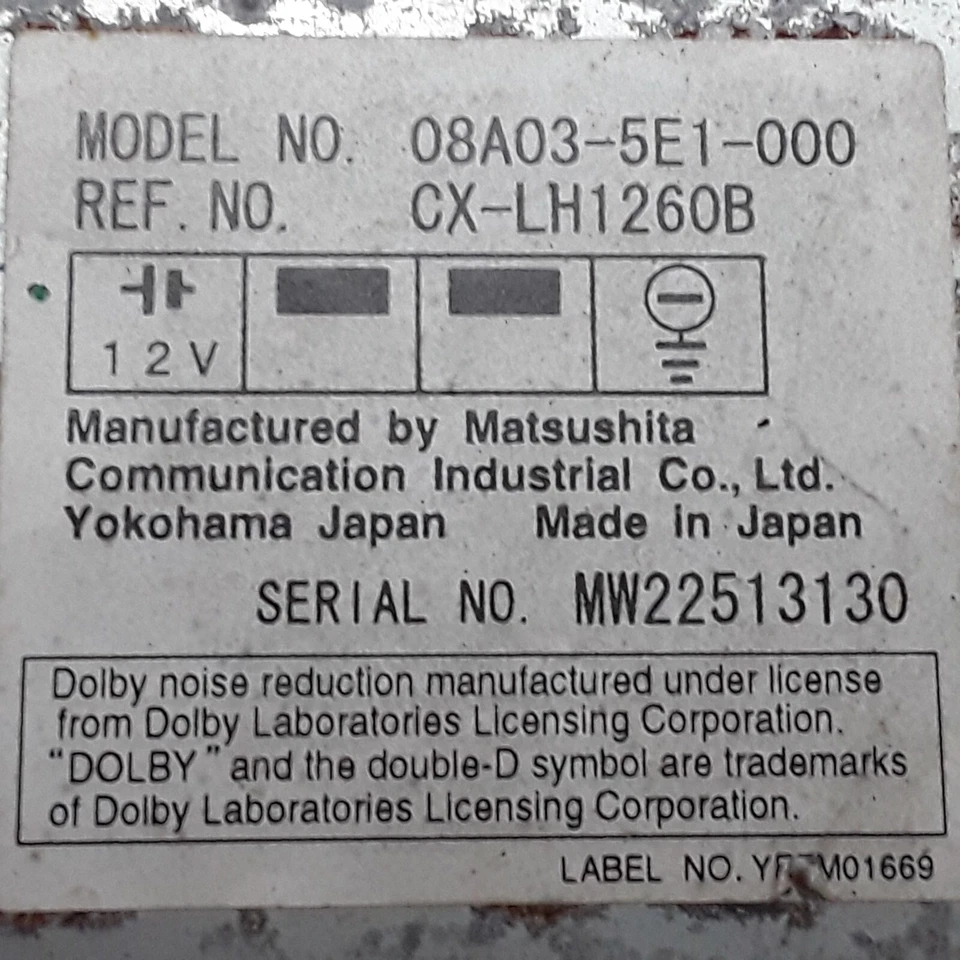 MODEL NO. 08A03-5E1-000
REF. NO. CX-LH1260B
12V
Manufactured by Matsushita
Communication Industrial Co., Ltd.
Yokohama Japan Made in Japan
SERIAL NO. MW22513130
Dolby noise reduction manufactured under license
from Dolby Laboratories Licensing Corporation.
“DOLBY” and the double-D symbol are trademarks
of Dolby Laboratories Licensing Corporation.
LABEL NO.